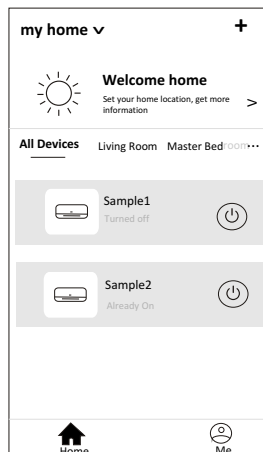 my home
+
Welcome home
Set your home location, get more
information
>
All Devices Living Room Master Bedroom ...
Sample1
Turned off
Sample2
Already On
Home Me